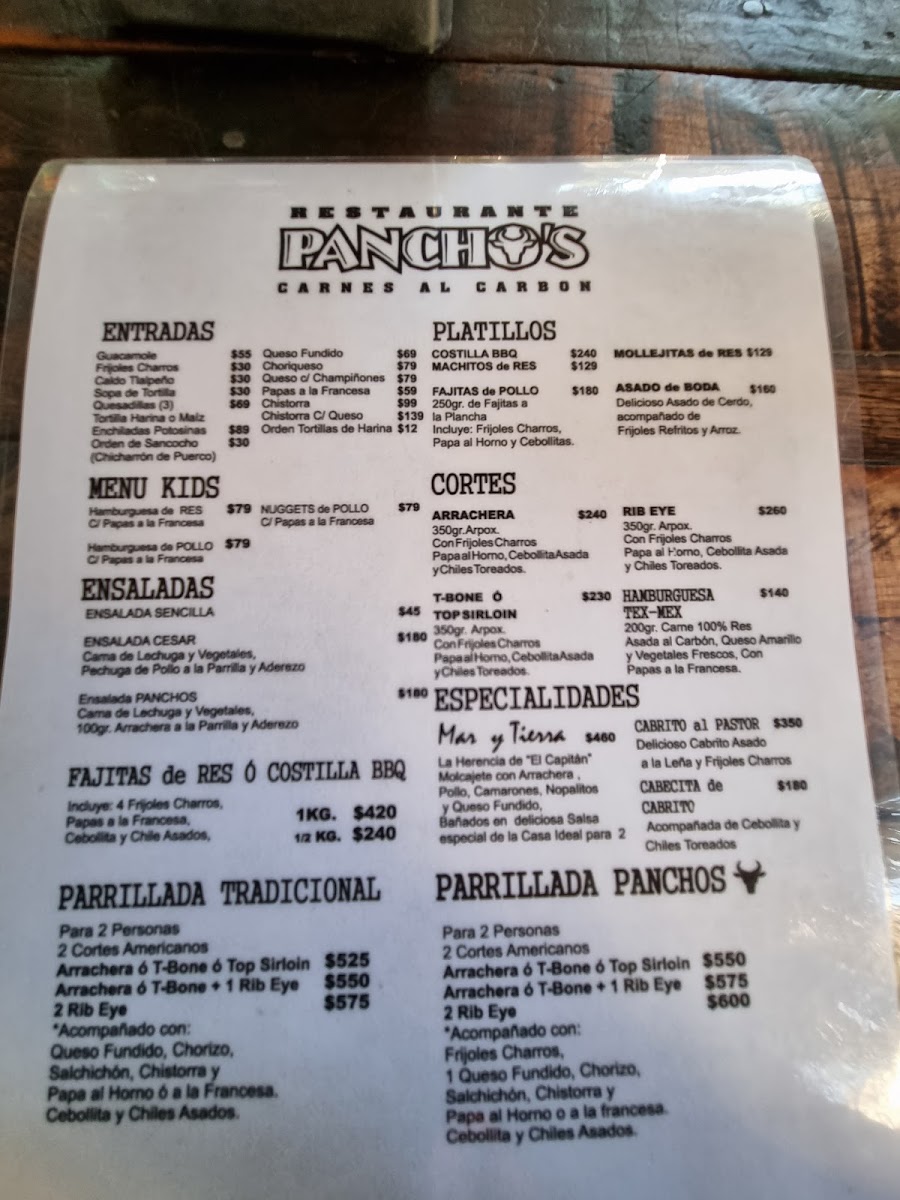 RESTAURANTE
PANCHO'S
CARNES AL CARBON
ENTRADAS
Guacamole $55
Frijoles Charros $30
Caldo Tlalpeño $30
Sopa de Tortilla $30
Quesadillas (3) $69
Tortilla Harina o Maíz
Enchiladas Potosinas $89
Orden de Sancocho $30
(Chicharrón de Puerco)
Queso Fundido $69
Choriqueso $79
Queso c/ Champiñones $79
Papas a la Francesa $59
Chistorra $99
Chistorra C/ Queso $139
Orden Tortillas de Harina $12
MENU KIDS
Hamburguesa de RES $79
C/ Papas a la Francesa
Hamburguesa de POLLO $79
C/ Papas a la Francesa
NUGGETS de POLLO $79
C/ Papas a la Francesa
ENSALADAS
ENSALADA SENCILLA $45
ENSALADA CESAR $180
Cama de Lechuga y Vegetales,
Pechuga de Pollo a la Parrilla y Aderezo
Ensalada PANCHOS $180
Cama de Lechuga y Vegetales,
100gr. Arrachera a la Parrilla y Aderezo
FAJITAS de RES Ó COSTILLA BBQ
Incluye: 4 Frijoles Charros,
Papas a la Francesa,
Cebollita y Chile Asados,
1KG. $420
1/2 KG. $240
PARRILLADA TRADICIONAL
Para 2 Personas
2 Cortes Americanos
Arrachera ó T-Bone ó Top Sirloin $525
Arrachera ó T-Bone + 1 Rib Eye $550
2 Rib Eye $575
*Acompañado con:
Queso Fundido, Chorizo,
Salchichón, Chistorra y
Papa al Horno ó a la Francesa.
Cebollita y Chiles Asados.
PLATILLOS
COSTILLA BBQ $240
MACHITOS de RES $129
FAJITAS de POLLO $180
250gr. de Fajitas a
la Plancha
Incluye: Frijoles Charros,
Papa al Horno y Cebollitas.
MOLLEJITAS de RES $129
ASADO de BODA $160
Delicioso Asado de Cerdo,
acompañado de
Frijoles Refritos y Arroz.
CORTES
ARRACHERA $240
350gr. Arpox.
Con Frijoles Charros
Papa al Horno, Cebollita Asada
y Chiles Toreados.
RIB EYE $260
350gr. Arpox.
Con Frijoles Charros
Papa al Horno, Cebollita Asada
y Chiles Toreados.
T-BONE Ó $230
TOP SIRLOIN
350gr. Arpox.
Con Frijoles Charros
Papa al Horno, Cebollita Asada
y Chiles Toreados.
HAMBURGUESA $140
TEX-MEX
200gr. Carne 100% Res
Asada al Carbón, Queso Amarillo
y Vegetales Frescos, Con
Papas a la Francesa.
ESPECIALIDADES
Mar y Tierra $460
La Herencia de "El Capitán"
Molcajete con Arrachera,
Pollo, Camarones, Nopalitos
y Queso Fundido,
Bañados en deliciosa Salsa
especial de la Casa Ideal para 2
CABRITO al PASTOR $350
Delicioso Cabrito Asado
a la Leña y Frijoles Charros
CABECITA de $180
CABRITO
Acompañada de Cebollita y
Chiles Toreados
PARRILLADA PANCHOS
Para 2 Personas
2 Cortes Americanos
Arrachera ó T-Bone ó Top Sirloin $550
Arrachera ó T-Bone + 1 Rib Eye $575
2 Rib Eye $600
*Acompañado con:
Frijoles Charros,
1 Queso Fundido, Chorizo,
Salchichón, Chistorra y
Papa al Horno o a la francesa.
Cebollita y Chiles Asados.